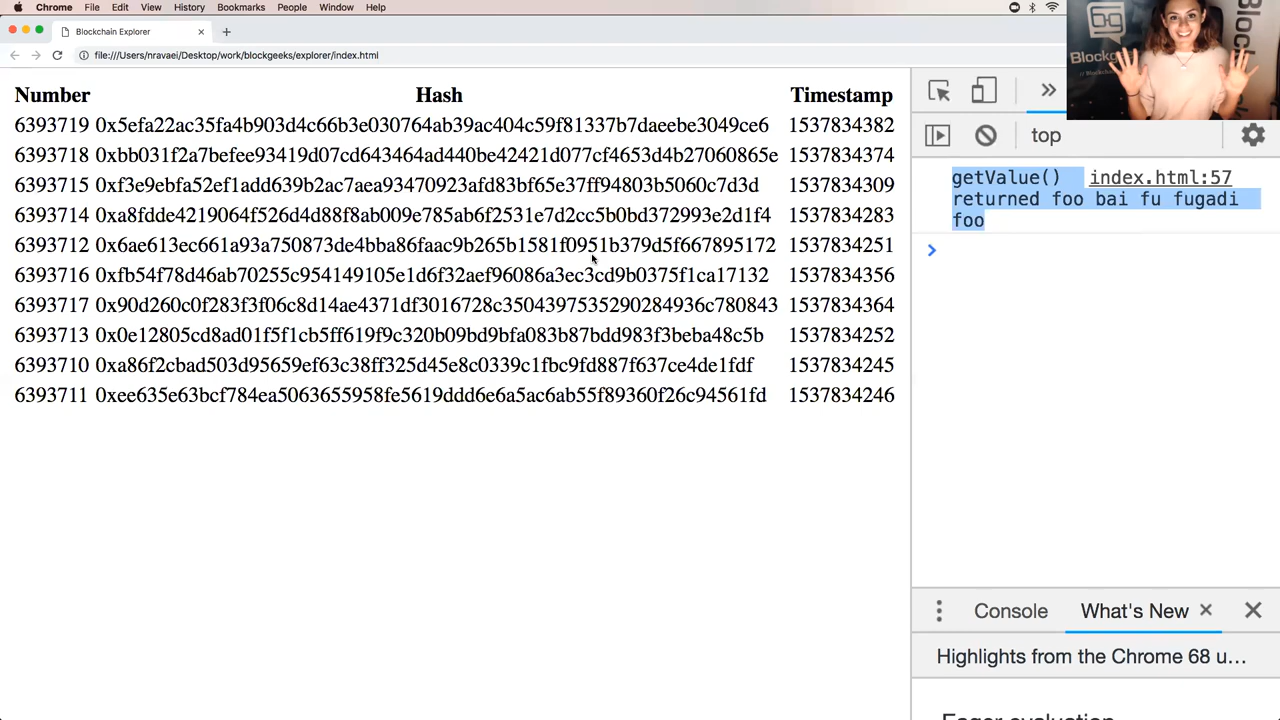 Chrome File Edit View History Bookmarks People Window Help
Blockchain Explorer
file:///Users/nravaei/Desktop/work/blockgeeks/explorer/index.html
Number Hash Timestamp
6393719 0x5efa22ac35fa4b903d4c66b3e030764ab39ac404c59f81337b7daeebe3049ce6 1537834382
6393718 0xbb031f2a7befee93419d07cd643464ad440be42421d077cf4653d4b27060865e 1537834374
6393715 0xf3e9ebfa52ef1add639b2ac7aea93470923afd83bf65e37ff94803b5060c7d3d 1537834309
6393714 0xa8fdde4219064f526d4d88f8ab009e785ab6f2531e7d2cc5b0bd372993e2d1f4 1537834283
6393712 0x6ae613ec661a93a750873de4bba86faac9b265b1581f0951b379d5f667895172 1537834251
6393716 0xfb54f78d46ab70255c954149105e1d6f32aef96086a3ec3cd9b0375f1ca17132 1537834356
6393717 0x90d260c0f283f3f06c8d14ae4371df3016728c3504397535290284936c780843 1537834364
6393713 0x0e12805cd8ad01f5f1cb5ff619f9c320b09bd9bfa083b87bdd983f3beba48c5b 1537834252
6393710 0xa86f2cbad503d95659ef63c38ff325d45e8c0339c1fbc9fd887f637ce4de1fdf 1537834245
6393711 0xee635e63bcf784ea5063655958fe5619ddd6e6a5ac6ab55f89360f26c94561fd 1537834246
top
getValue() index.html:57
returned foo bai fu fugadi
foo
Console What's New
Highlights from the Chrome 68 u…
Eager evaluation